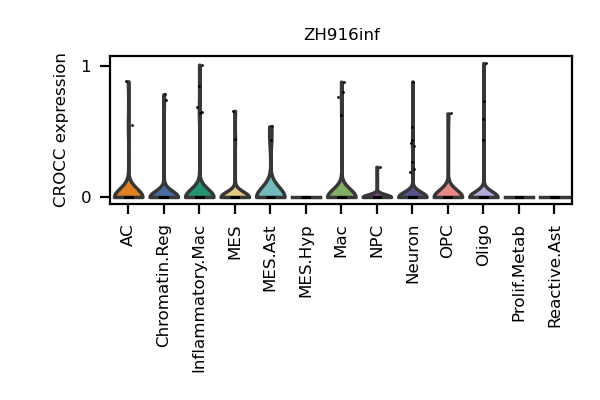 ZH916inf
CROCC expression
1
0
AC
Chromatin.Reg
Inflammatory.Mac
MES
MES.Ast
MES.Hyp
Mac
NPC
Neuron
OPC
Oligo
Prolif.Metab
Reactive.Ast